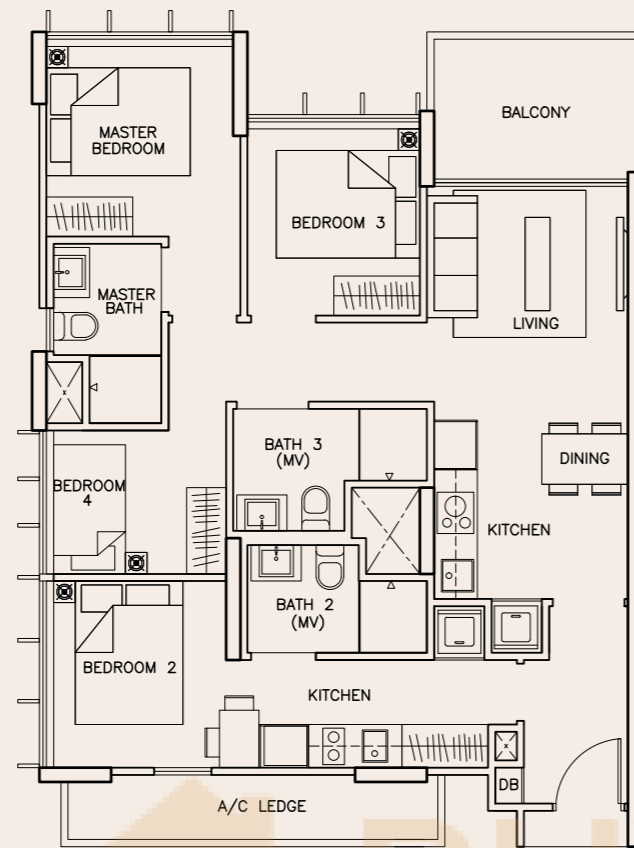 BALCONY
MASTER
BEDROOM
BEDROOM 3
MASTER
BATH
LIVING
BATH 3
(MV)
DINING
BEDROOM
4
KITCHEN
BATH 2
(MV)
BEDROOM 2
KITCHEN
DB
A/C LEDGE